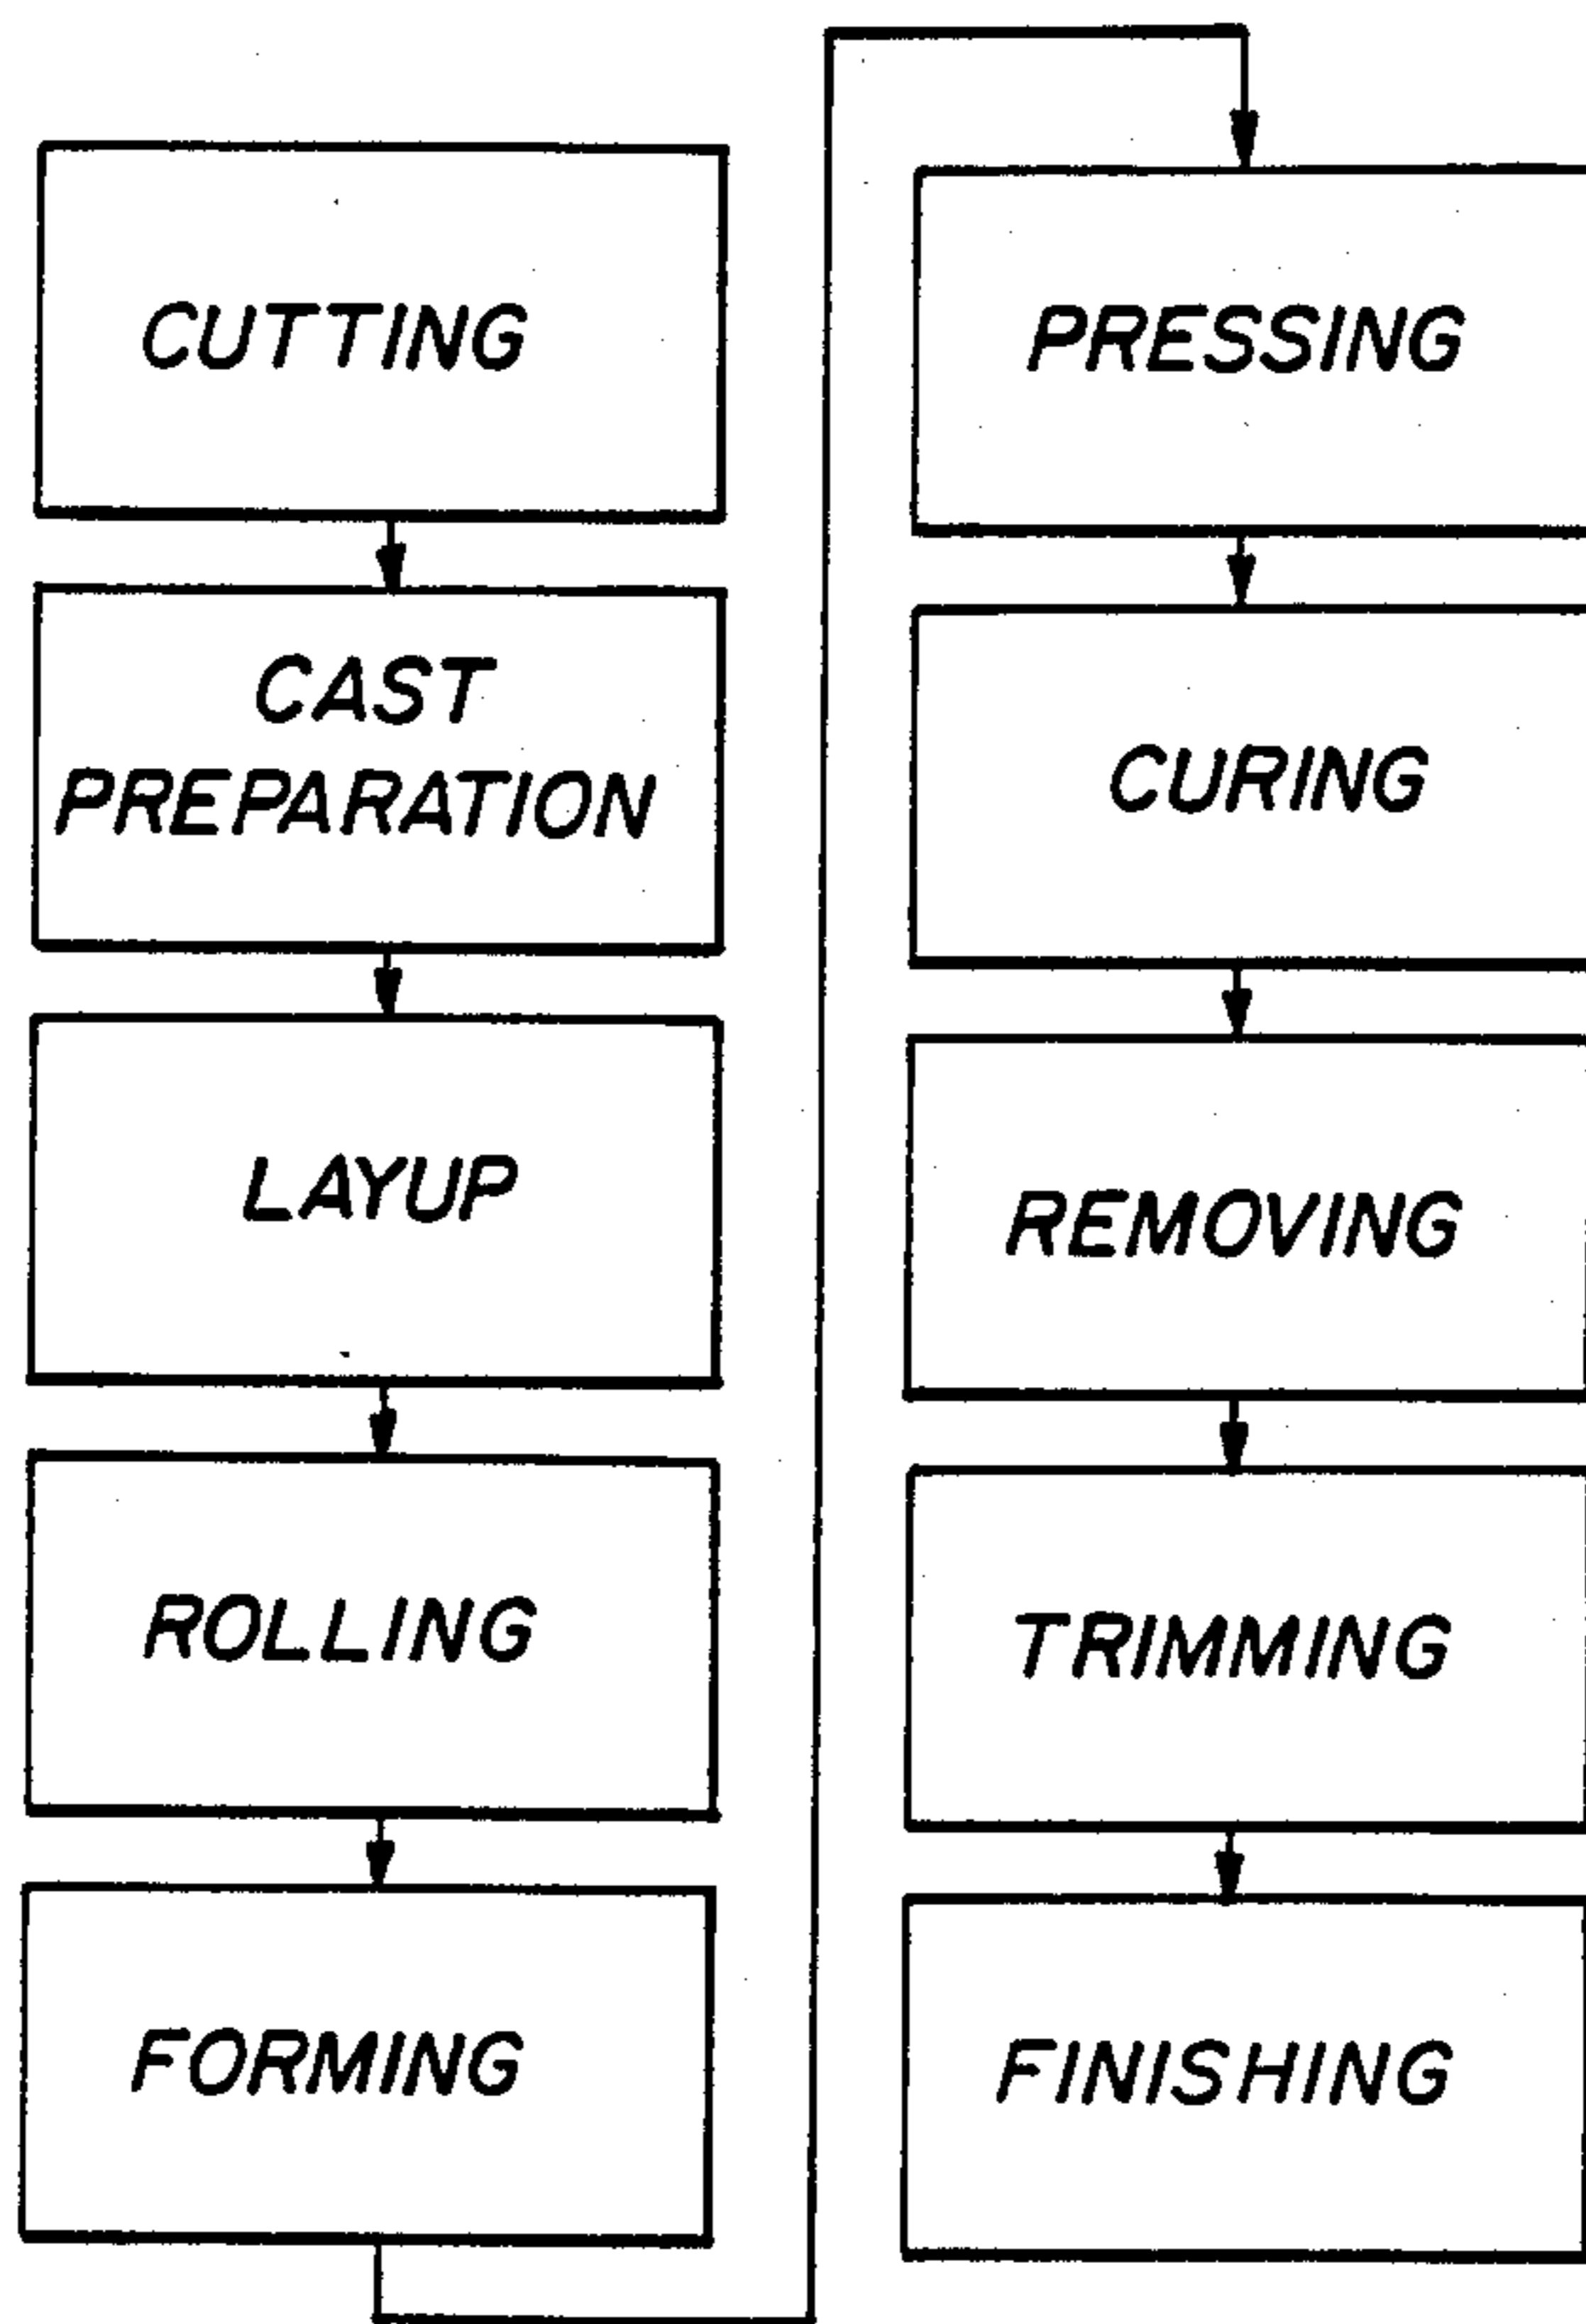 CUTTING
CAST
PREPARATION
LAYUP
ROLLING
FORMING
PRESSING
CURING
REMOVING
TRIMMING
FINISHING